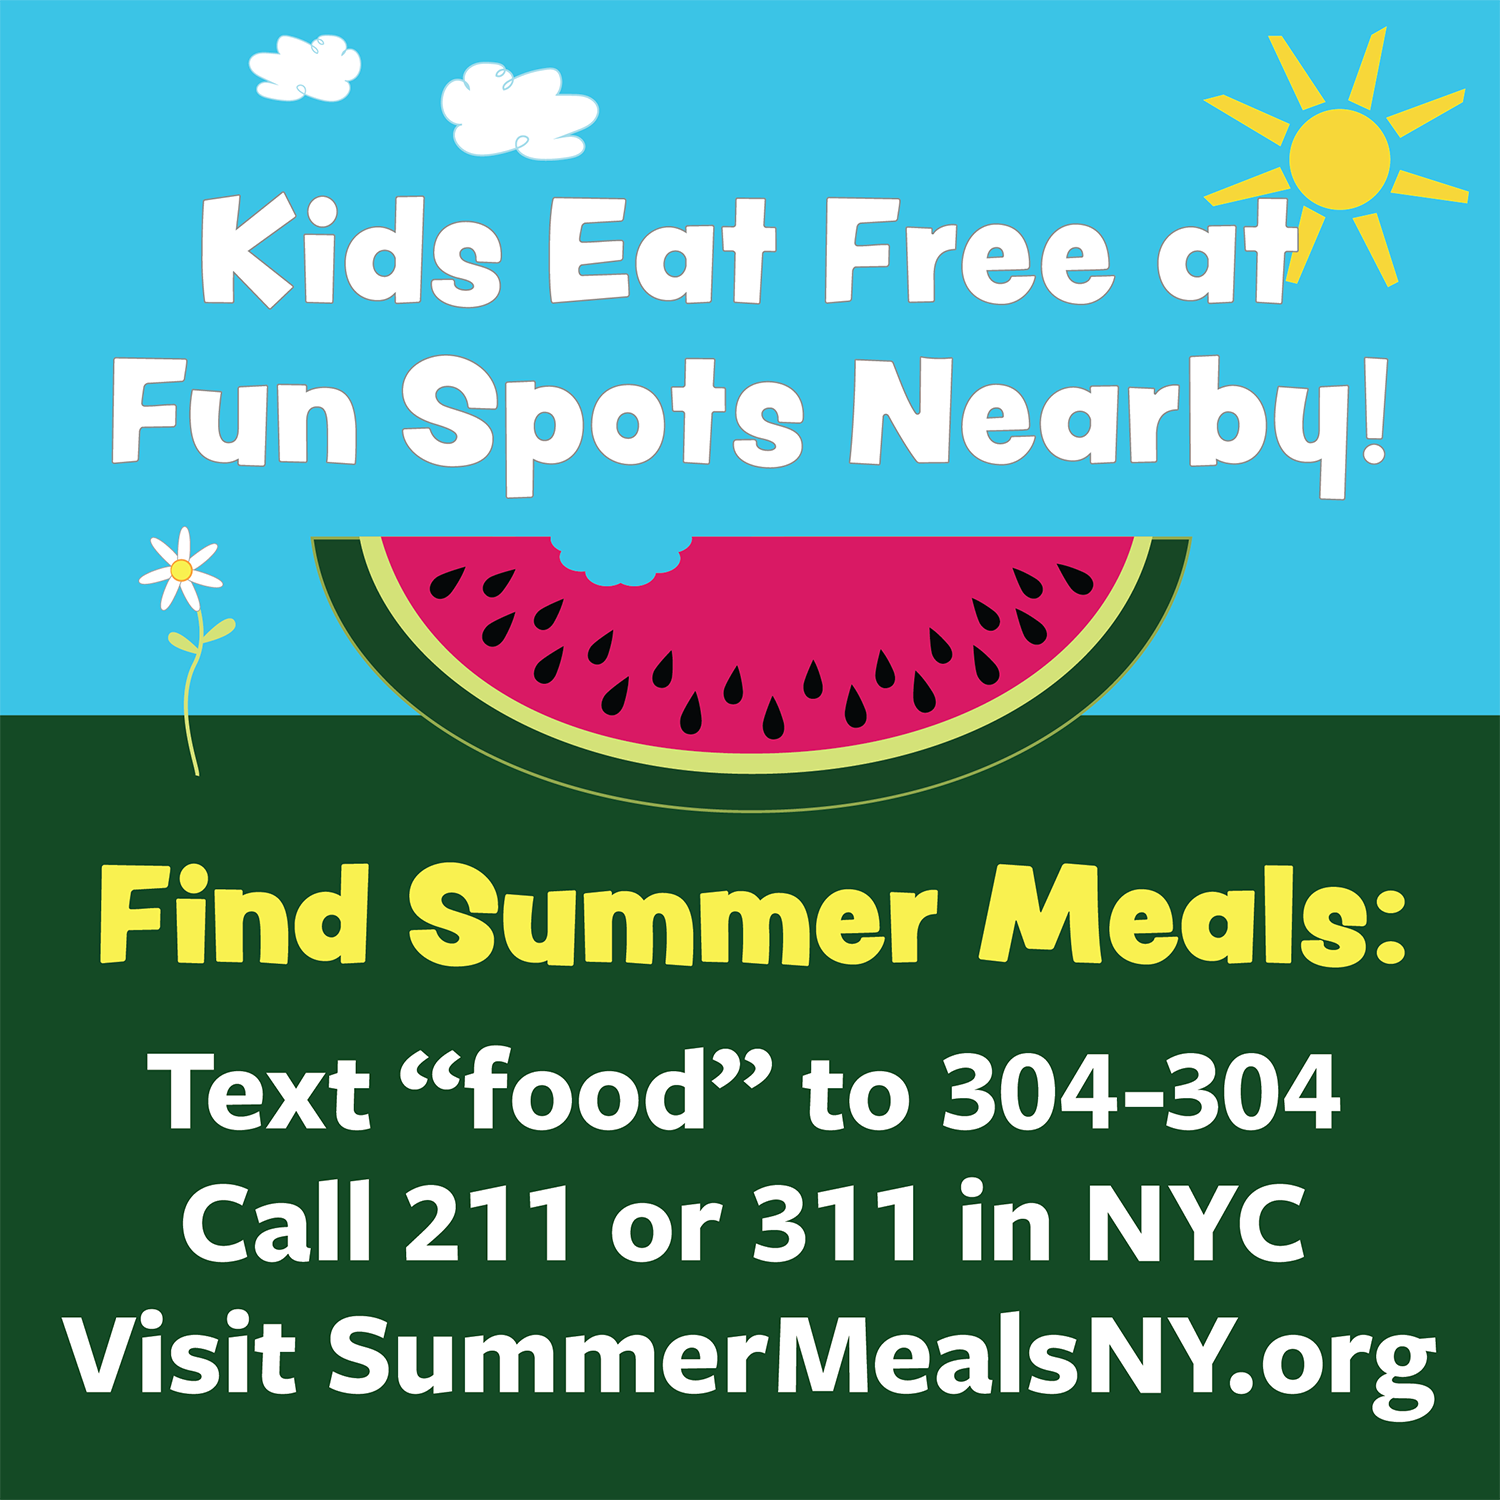 Kids Eat Free at
Fun Spots Nearby!
Find Summer Meals:
Text “food” to 304-304
Call 211 or 311 in NYC
Visit SummerMealsNY.org